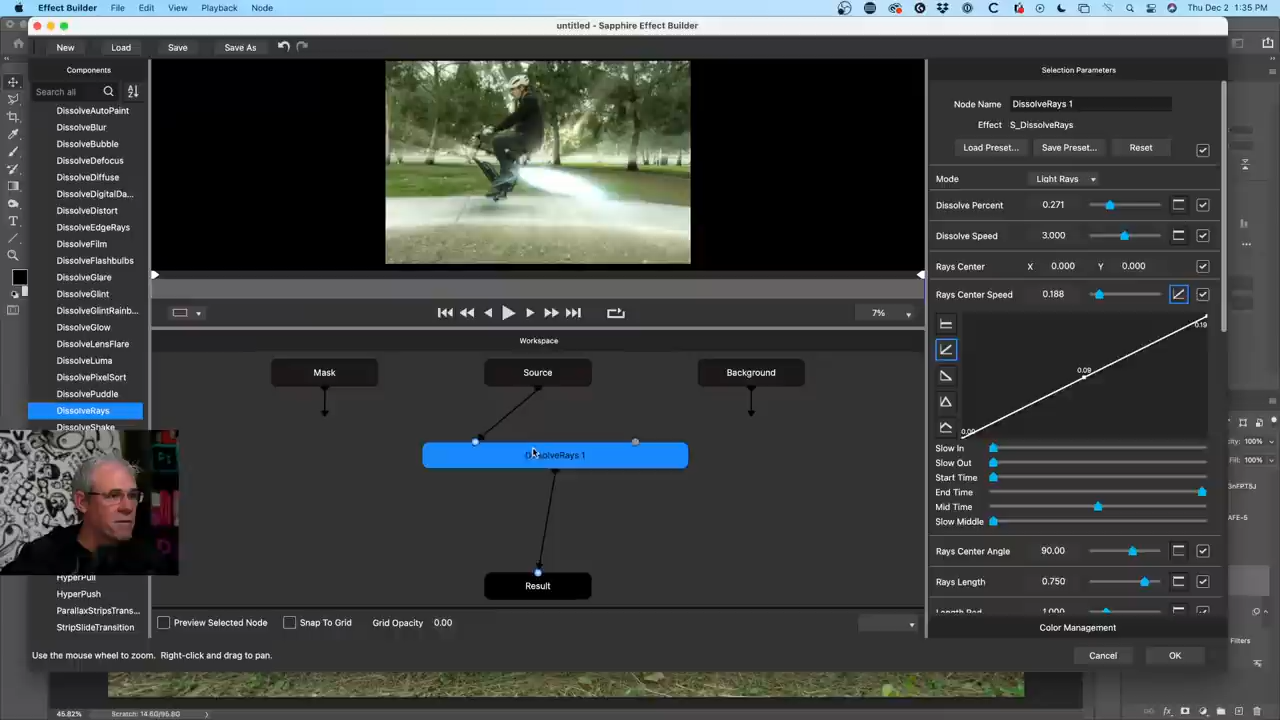 Effect Builder File Edit View Playback Node
Thu Dec 2 1:35 PM
untitled - Sapphire Effect Builder
New Load Save Save As
Components
Search all
DissolveAutoPaint
DissolveBlur
DissolveBubble
DissolveDefocus
DissolveDiffuse
DissolveDigitalDa...
DissolveDistort
DissolveEdgeRays
DissolveFilm
DissolveFlashbulbs
DissolveGlare
DissolveGlint
DissolveGlintRainb...
DissolveGlow
DissolveLensFlare
DissolveLuma
DissolvePixelSort
DissolvePuddle
DissolveRays
DissolveShake
HyperPull
HyperPush
ParallaxStripsTrans...
StripSlideTransition
7%
Workspace
Mask
Source
Background
DissolveRays 1
Result
Preview Selected Node Snap To Grid Grid Opacity 0.00
Use the mouse wheel to zoom. Right-click and drag to pan.
Selection Parameters
Node Name DissolveRays 1
Effect S_DissolveRays
Load Preset... Save Preset... Reset
Mode Light Rays
Dissolve Percent 0.271
Dissolve Speed 3.000
Rays Center X 0.000 Y 0.000
Rays Center Speed 0.188
0.19
0.09
0.00
Slow In
Slow Out
Start Time
End Time
Mid Time
Slow Middle
Rays Center Angle 90.00
Rays Length 0.750
1.000
Color Management
Cancel OK
45.82%